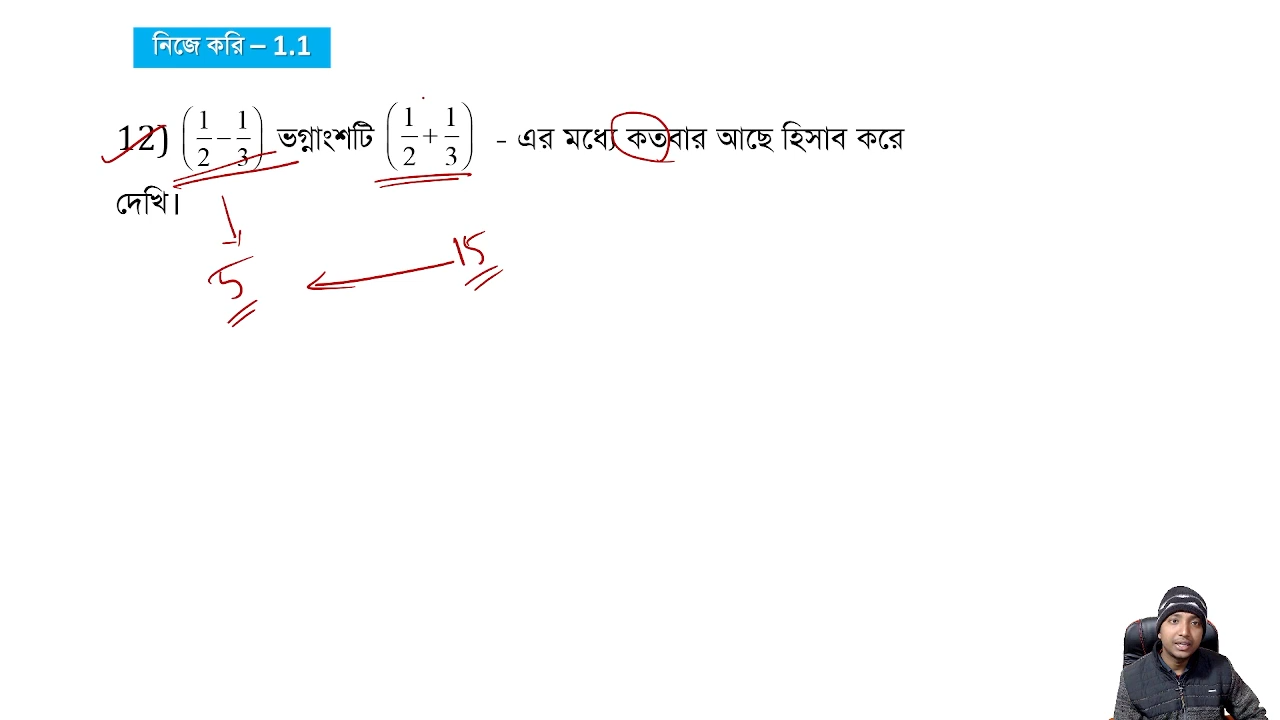 নিজে করি – 1.1
12) (1/2 − 1/3) ভগ্নাংশটি (1/2 + 1/3) - এর মধ্যে কতবার আছে হিসাব করে
দেখি।
5 15